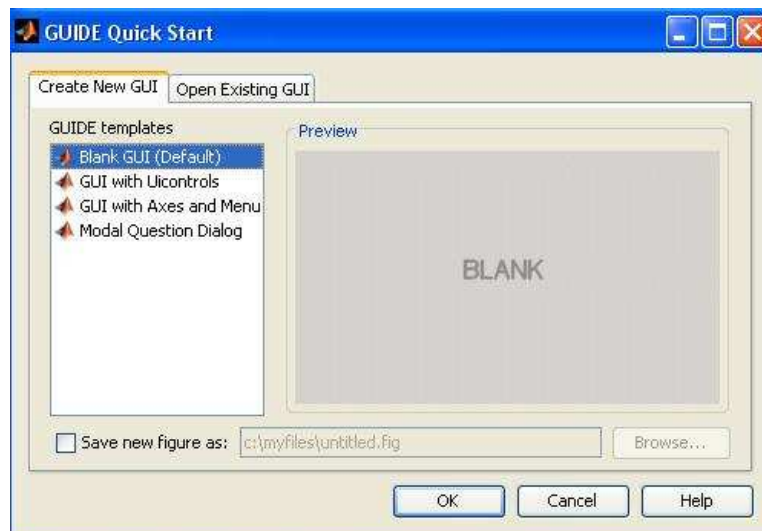 GUIDE Quick Start
Create New GUI
Open Existing GUI
GUIDE templates
Blank GUI (Default)
GUI with Uicontrols
GUI with Axes and Menu
Modal Question Dialog
Preview
BLANK
Save new figure as:
c:\myfiles\untitled.fig
Browse...
OK
Cancel
Help